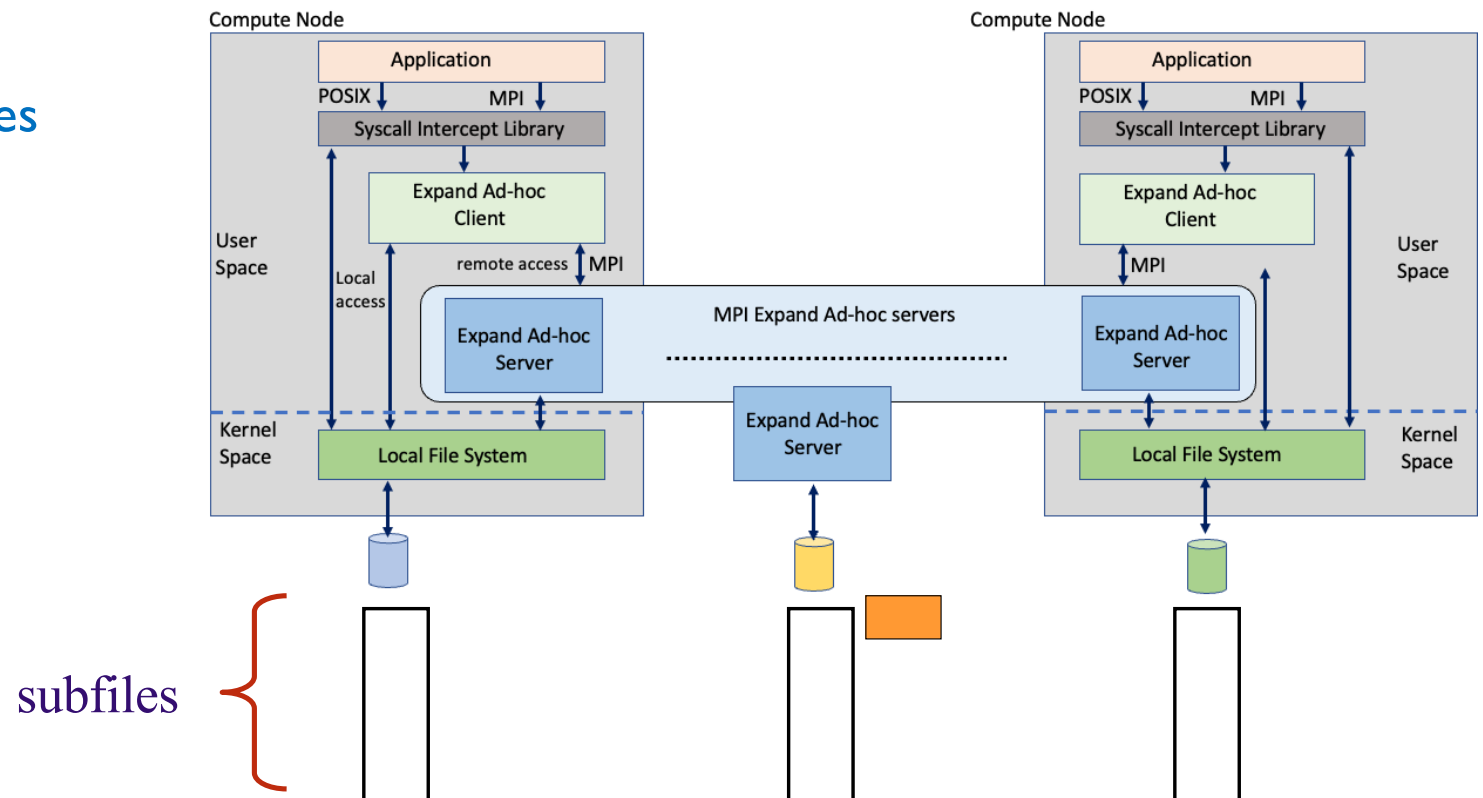 Compute Node
Compute Node
es
Application
Application
POSIX
MPI
POSIX
MPI
Syscall Intercept Library
Syscall Intercept Library
Expand Ad-hoc
Client
Expand Ad-hoc
Client
User
Space
Local
access
remote access
MPI
MPI
User
Space
MPI Expand Ad-hoc servers
Expand Ad-hoc
Server
Expand Ad-hoc
Server
Expand Ad-hoc
Server
Kernel
Space
Local File System
Local File System
Kernel
Space
subfiles